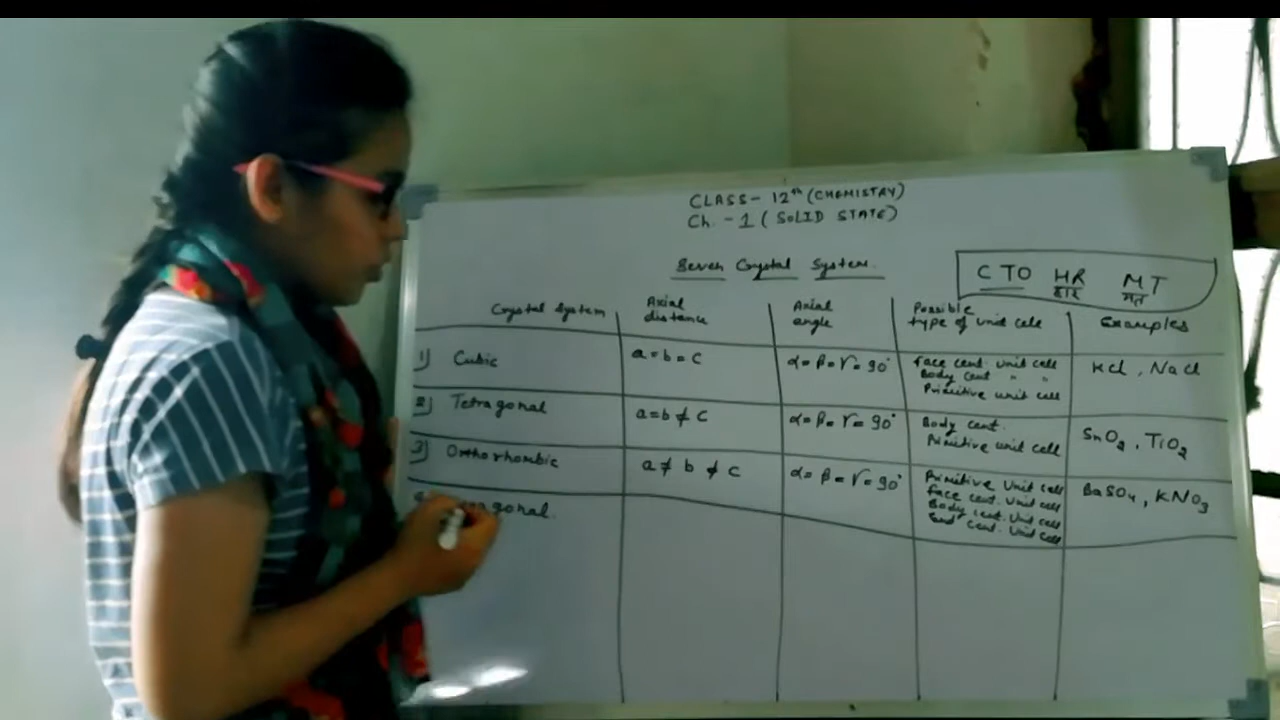 CLASS- 12th (CHEMISTRY)
Ch. - 1 ( SOLID STATE)
Seven Crystal System
C TO HR MT
हार मत
Crystal System Axial distance Axial angle Possible type of unit cell Examples
1) Cubic a = b = c α = β = γ = 90° Face cent. unit cell KCl , NaCl
Body cent " "
Primitive unit cell
2) Tetragonal a = b ≠ c α = β = γ = 90° Body cent. SnO2 , TiO2
Primitive unit cell
3) Orthorhombic a ≠ b ≠ c α = β = γ = 90° Primitive Unit cell BaSO4 , KNO3
Face cent. Unit cell
Body cent. Unit cell
End cent. Unit cell
agonal.